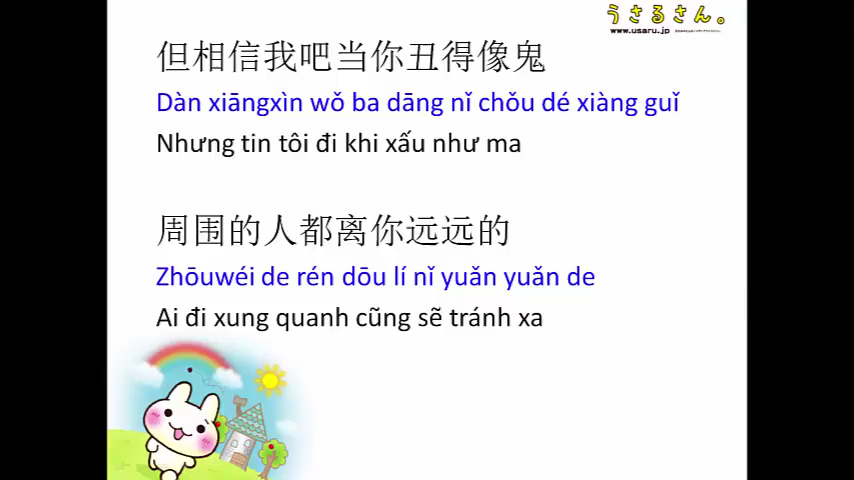 うさるさん。
www.usaru.jp
但相信我吧当你丑得像鬼
Dàn xiāngxìn wǒ ba dāng nǐ chǒu dé xiàng guǐ
Nhưng tin tôi đi khi xấu như ma
周围的人都离你远远的
Zhōuwéi de rén dōu lí nǐ yuǎn yuǎn de
Ai đi xung quanh cũng sẽ tránh xa